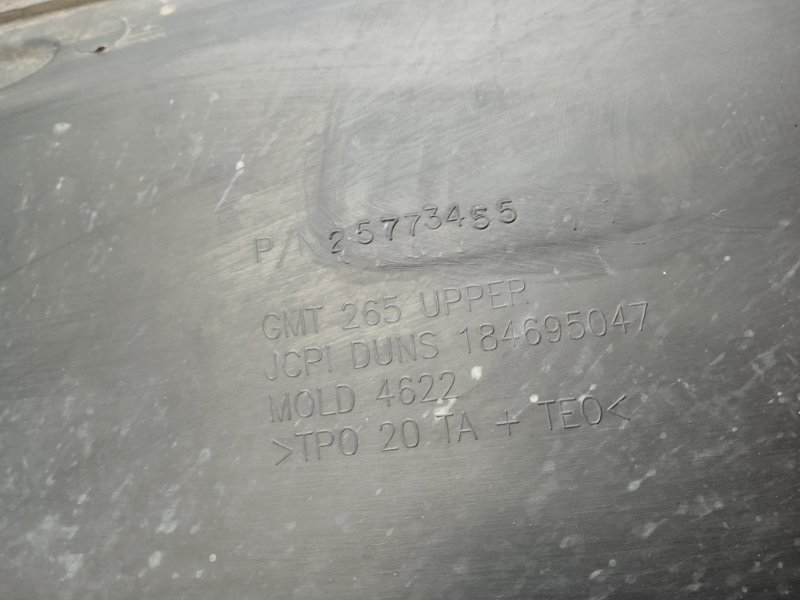 P/N 25773455
GMT 265 UPPER
JCPI DUNS 184695047
MOLD 4622
>TPO 20 TA + TEO<